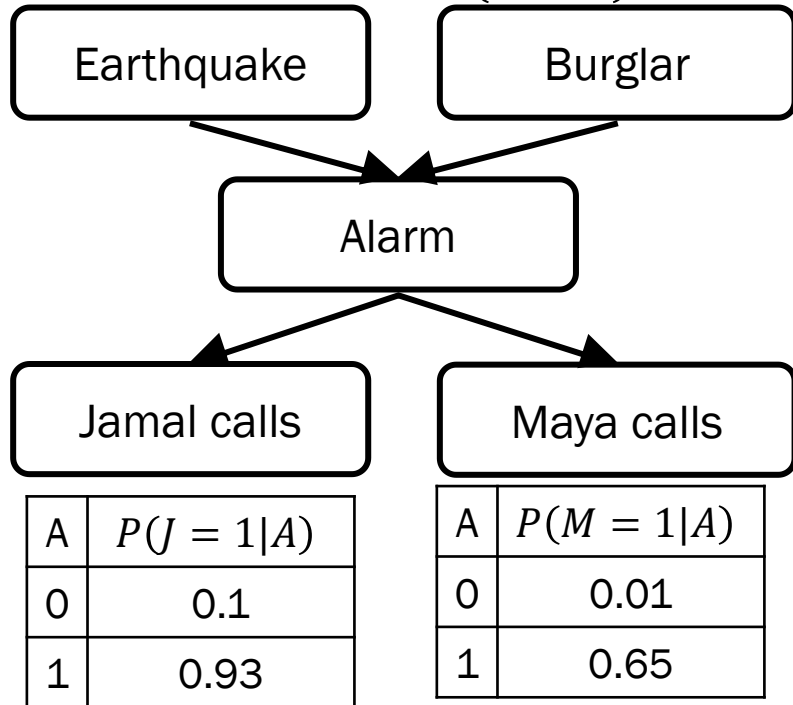 Earthquake
Burglar
Alarm
Jamal calls
Maya calls
A P(J = 1|A)
0 0.1
1 0.93
A P(M = 1|A)
0 0.01
1 0.65